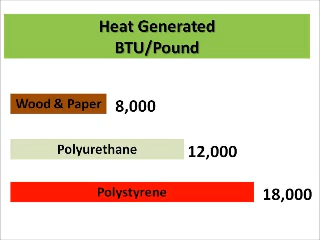 Heat Generated
BTU/Pound
Wood & Paper 8,000
Polyurethane 12,000
Polystyrene 18,000